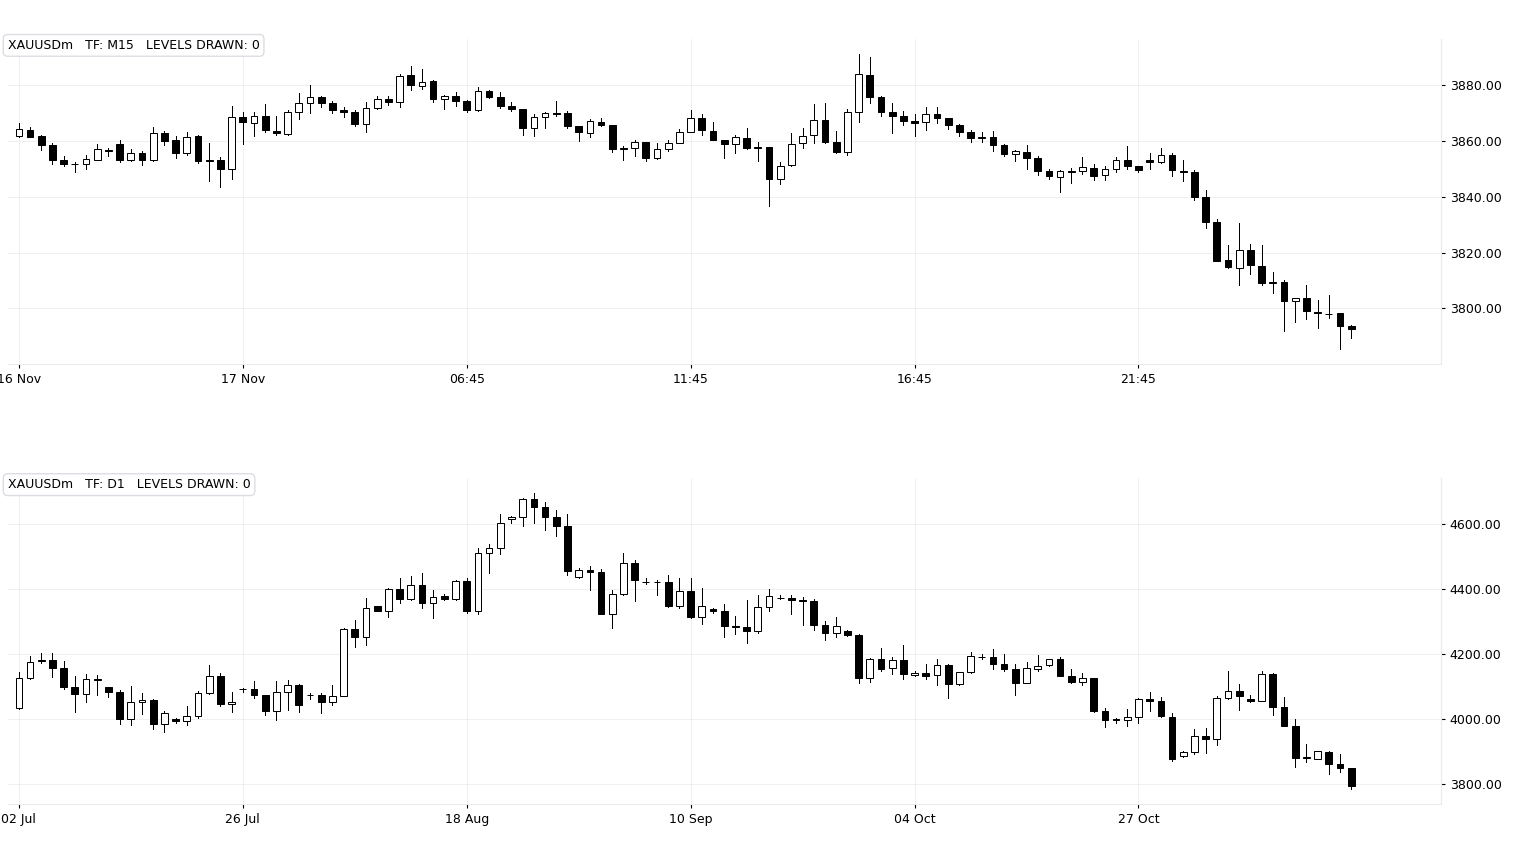 XAUUSDm TF: M15 LEVELS DRAWN: 0
3880.00
3860.00
3840.00
3820.00
3800.00
16 Nov 17 Nov 06:45 11:45 16:45 21:45
XAUUSDm TF: D1 LEVELS DRAWN: 0
4600.00
4400.00
4200.00
4000.00
3800.00
02 Jul 26 Jul 18 Aug 10 Sep 04 Oct 27 Oct